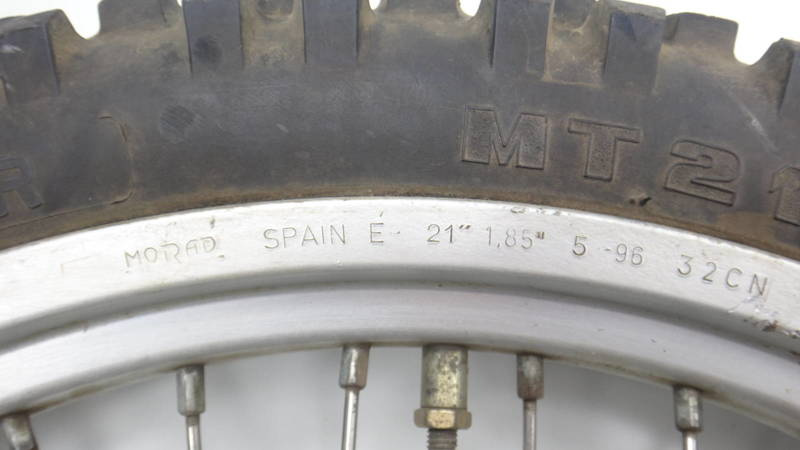 MT21
MORAD SPAIN E 21" 1,85" 5-96 32CN